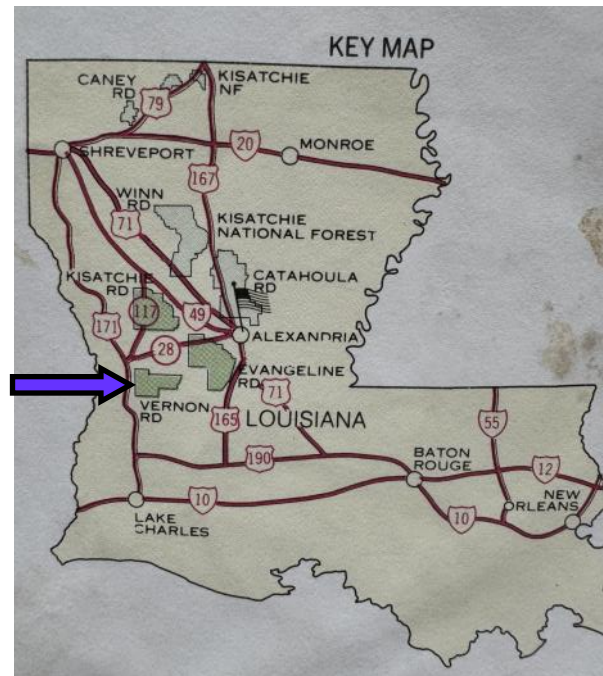 KEY MAP
CANEY
RD
KISATCHIE
NF
79
20
MONROE
SHREVEPORT
167
WINN
RD
71
KISATCHIE
NATIONAL FOREST
KISATCHIE
RD
CATAHOULA
RD
117
49
171
ALEXANDRIA
28
EVANGELINE
RD
71
VERNON
RD
165
LOUISIANA
55
190
BATON
ROUGE
12
10
NEW
ORLEANS
LAKE
CHARLES
10